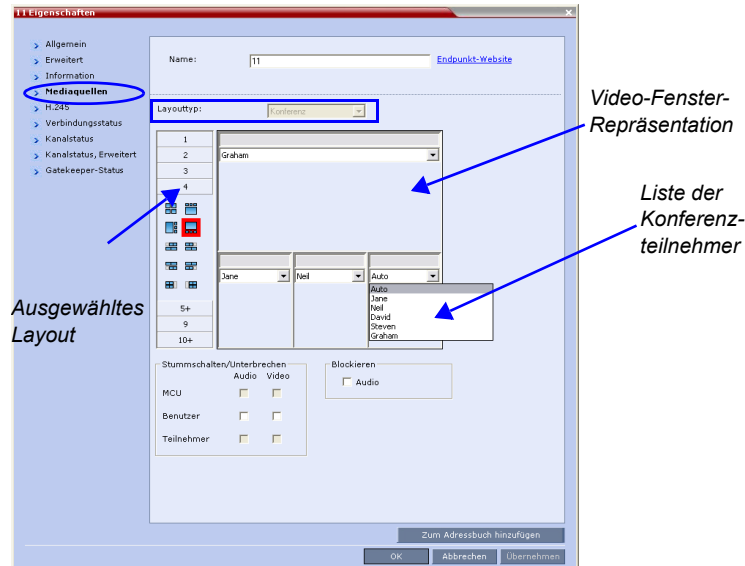 11 Eigenschaften
Allgemein
Erweitert
Information
Mediaquellen
H.245
Verbindungsstatus
Kanalstatus
Kanalstatus, Erweitert
Gatekeeper-Status
Name:
11
Endpunkt-Website
Layouttyp:
Konferenz
1
2
3
4
5+
9
10+
Graham
Jane
Neil
Auto
Auto
Jane
Neil
David
Steven
Graham
Stummschalten/Unterbrechen
Audio Video
MCU
Benutzer
Teilnehmer
Blockieren
Audio
Zum Adressbuch hinzufügen
OK
Abbrechen
Übernehmen
Video-Fenster-
Repräsentation
Liste der
Konferenz-
teilnehmer
Ausgewähltes
Layout